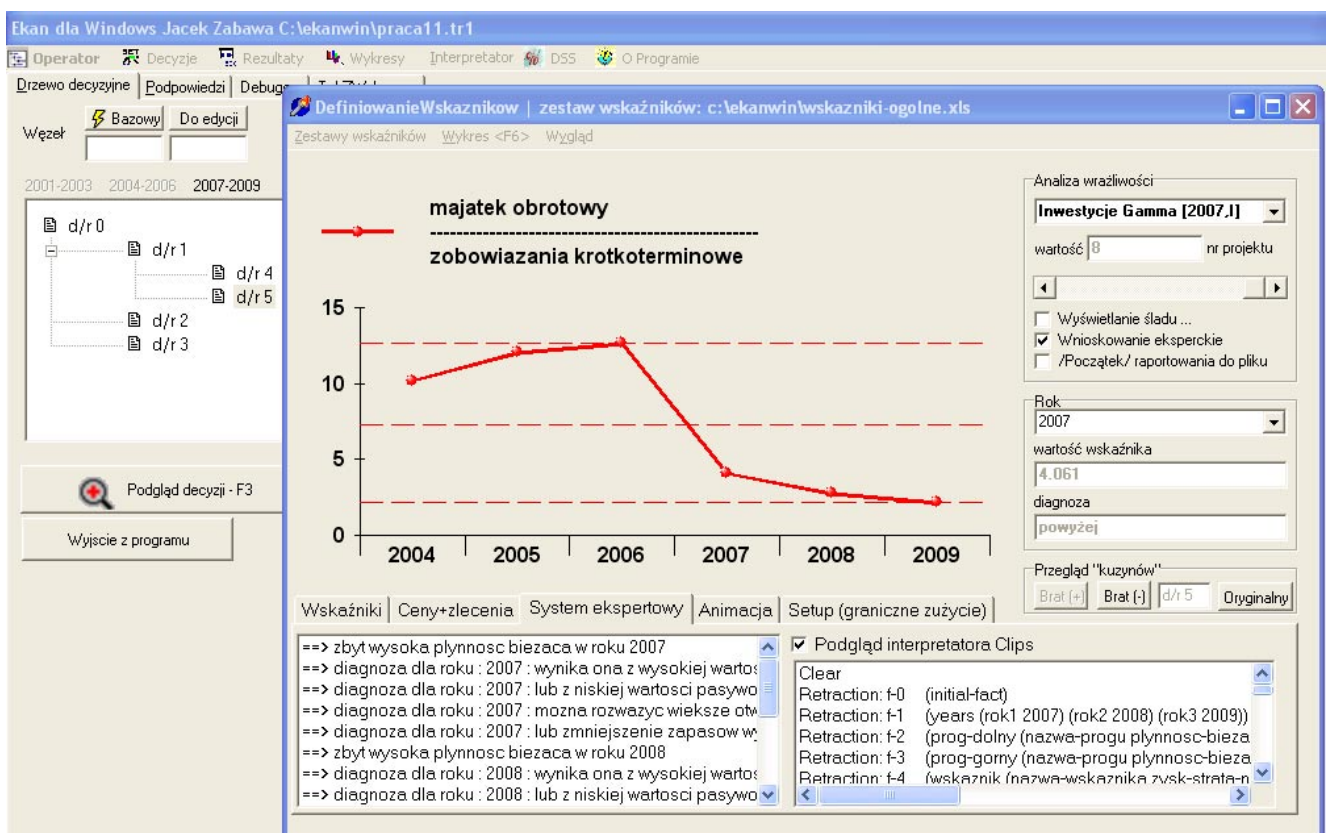 Ekan dla Windows Jacek Zabawa C:\ekanwin\praca11.tr1
Operator Decyzje Rezultaty Wykresy Interpretator DSS O Programie
Drzewo decyzyjne Podpowiedzi Debug
Węzeł
Bazowy Do edycji
2001-2003 2004-2006 2007-2009
d/r 0
d/r 1
d/r 4
d/r 5
d/r 2
d/r 3
Podgląd decyzji - F3
Wyjscie z programu
DefiniowanieWskaznikow | zestaw wskaźników: c:\ekanwin\wskazniki-ogolne.xls
Zestawy wskaźników Wykres <F6> Wygląd
majatek obrotowy
--------------------------------------------------
zobowiazania krotkoterminowe
15
10
5
0
2004 2005 2006 2007 2008 2009
Analiza wrażliwości
Inwestycje Gamma [2007,I]
wartość 8 nr projektu
Wyświetlanie śladu ...
Wnioskowanie eksperckie
/Początek/ raportowania do pliku
Rok
2007
wartość wskaźnika
4.061
diagnoza
powyżej
Przegląd "kuzynów"
Brat (+) Brat (-) d/r 5 Oryginalny
Wskaźniki Ceny+zlecenia System ekspertowy Animacja Setup (graniczne zużycie)
==> zbyt wysoka plynnosc biezaca w roku 2007
==> diagnoza dla roku : 2007 : wynika ona z wysokiej wartos
==> diagnoza dla roku : 2007 : lub z niskiej wartosci pasywo
==> diagnoza dla roku : 2007 : mozna rozwazyc wieksze otw
==> diagnoza dla roku : 2007 : lub zmniejszenie zapasow w
==> zbyt wysoka plynnosc biezaca w roku 2008
==> diagnoza dla roku : 2008 : wynika ona z wysokiej wartos
==> diagnoza dla roku : 2008 : lub z niskiej wartosci pasywo
Podgląd interpretatora Clips
Clear
Retraction: f-0 (initial-fact)
Retraction: f-1 (years (rok1 2007) (rok2 2008) (rok3 2009))
Retraction: f-2 (prog-dolny (nazwa-progu plynnosc-bieza
Retraction: f-3 (prog-gorny (nazwa-progu plynnosc-bieza
Retraction: f-4 (wskaznik (nazwa-wskaznika zysk-strata-n